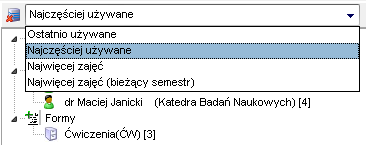 Najczęściej używane
Ostatnio używane
Najczęściej używane
Najwięcej zajęć
Najwięcej zajęć (bieżący semestr)
dr Maciej Janicki (Katedra Badań Naukowych) [4]
Formy
Ćwiczenia(ĆW) [3]